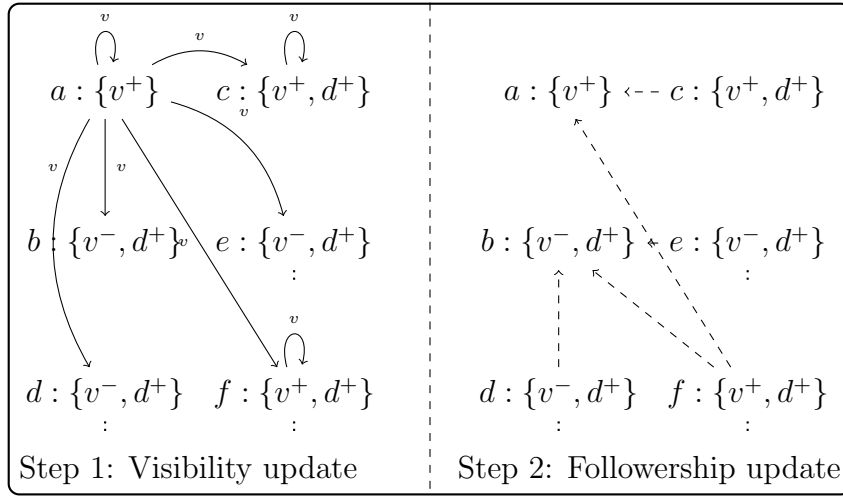 v v
v
a : {v⁺} c : {v⁺, d⁺}
v
v v
b : {v⁻, d⁺} v e : {v⁻, d⁺}
:
v
d : {v⁻, d⁺} f : {v⁺, d⁺}
: :
Step 1: Visibility update
a : {v⁺} c : {v⁺, d⁺}
b : {v⁻, d⁺} e : {v⁻, d⁺}
:
d : {v⁻, d⁺} f : {v⁺, d⁺}
: :
Step 2: Followership update